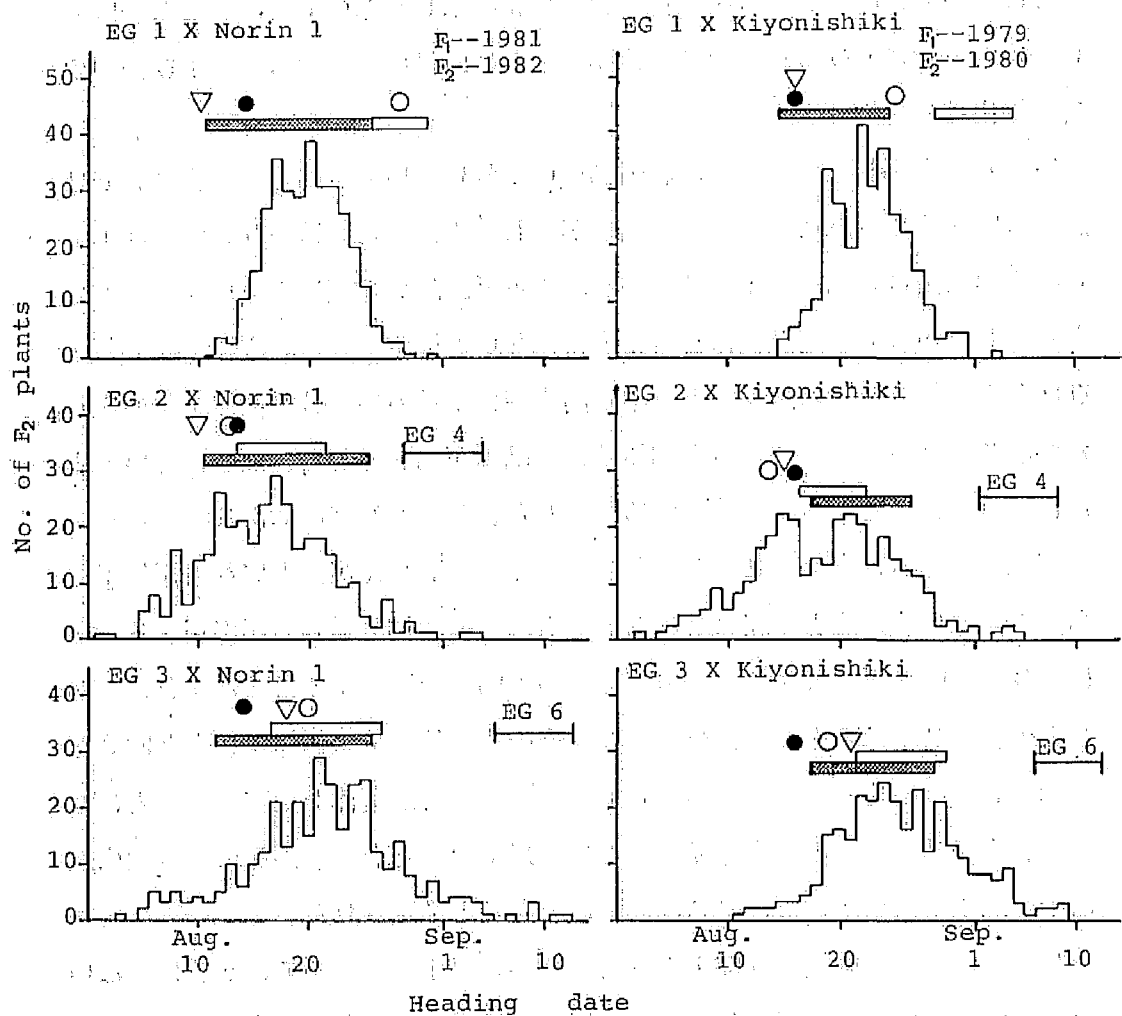 EG 1 X Norin 1
F1--1981
F2--1982
EG 1 X Kiyonishiki
F1--1979
F2--1980
50
40
30
20
10
0
EG 2 X Norin 1
EG 4
EG 2 X Kiyonishiki
EG 4
40
30
20
10
0
EG 3 X Norin 1
EG 6
EG 3 X Kiyonishiki
EG 6
40
30
20
10
0
No. of F2 plants
Aug. Sep. Aug. Sep.
10 20 1 10 10 20 1 10
Heading date